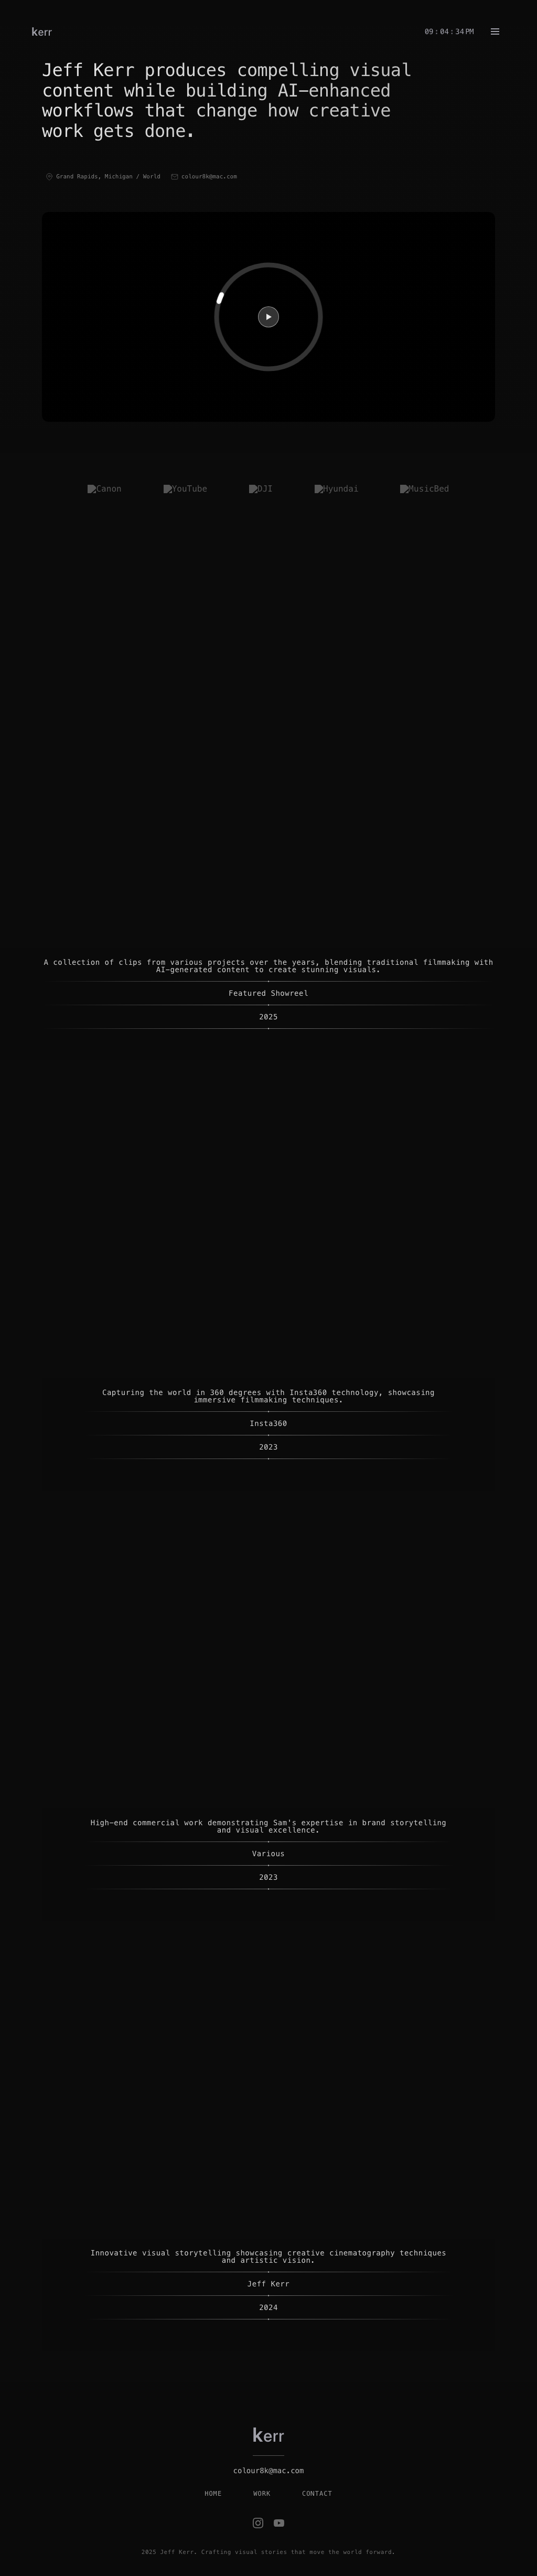 kerr
09 : 04 : 34 PM
Jeff Kerr produces compelling visual
content while building AI-enhanced
workflows that change how creative
work gets done.
Grand Rapids, Michigan / World
colour8k@mac.com
Canon
YouTube
DJI
Hyundai
MusicBed
A collection of clips from various projects over the years, blending traditional filmmaking with
AI-generated content to create stunning visuals.
Featured Showreel
2025
Capturing the world in 360 degrees with Insta360 technology, showcasing
immersive filmmaking techniques.
Insta360
2023
High-end commercial work demonstrating Sam's expertise in brand storytelling
and visual excellence.
Various
2023
Innovative visual storytelling showcasing creative cinematography techniques
and artistic vision.
Jeff Kerr
2024
kerr
colour8k@mac.com
HOME
WORK
CONTACT
2025 Jeff Kerr. Crafting visual stories that move the world forward.